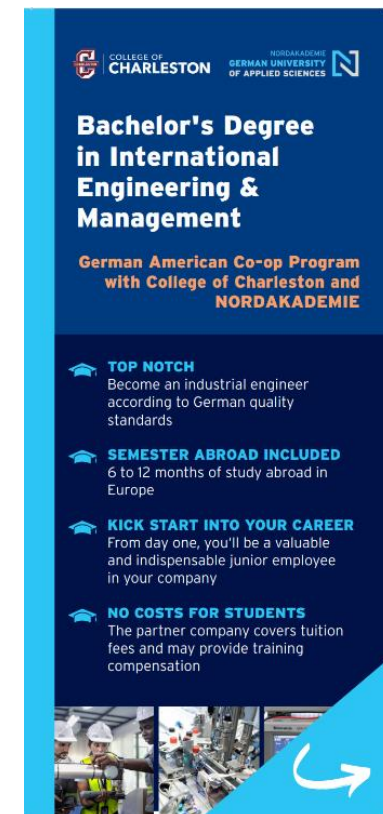 COLLEGE OF
CHARLESTON
NORDAKADEMIE
GERMAN UNIVERSITY
OF APPLIED SCIENCES
Bachelor's Degree
in International
Engineering &
Management
German American Co-op Program
with College of Charleston and
NORDAKADEMIE
TOP NOTCH
Become an industrial engineer
according to German quality
standards
SEMESTER ABROAD INCLUDED
6 to 12 months of study abroad in
Europe
KICK START INTO YOUR CAREER
From day one, you'll be a valuable
and indispensable junior employee
in your company
NO COSTS FOR STUDENTS
The partner company covers tuition
fees and may provide training
compensation